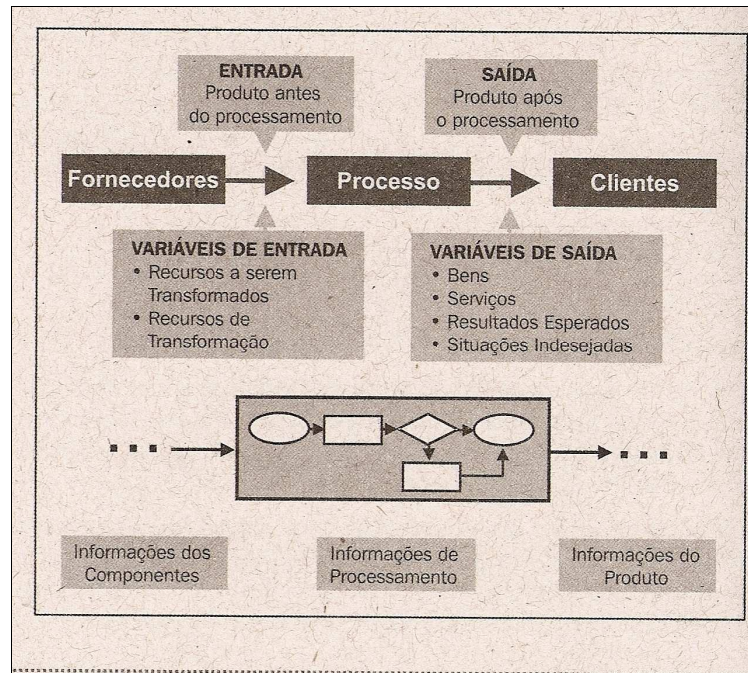 ENTRADA
Produto antes
do processamento
SAÍDA
Produto após
o processamento
Fornecedores
Processo
Clientes
VARIÁVEIS DE ENTRADA
• Recursos a serem
Transformados
• Recursos de
Transformação
VARIÁVEIS DE SAÍDA
• Bens
• Serviços
• Resultados Esperados
• Situações Indesejadas
Informações dos
Componentes
Informações de
Processamento
Informações do
Produto